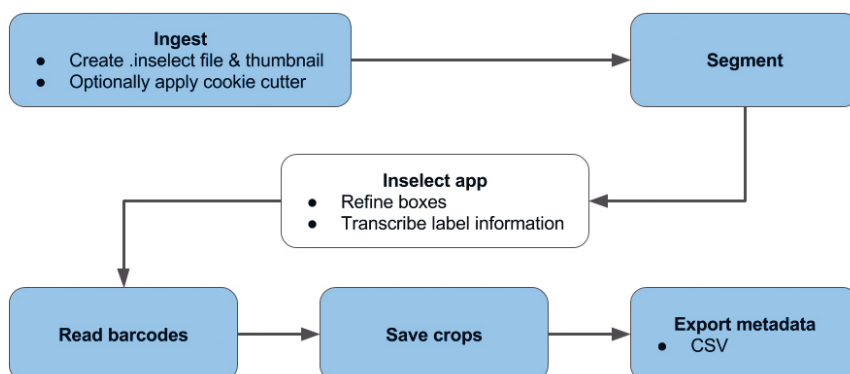 Ingest
● Create .inselect file & thumbnail
● Optionally apply cookie cutter
Segment
Inselect app
● Refine boxes
● Transcribe label information
Read barcodes
Save crops
Export metadata
● CSV